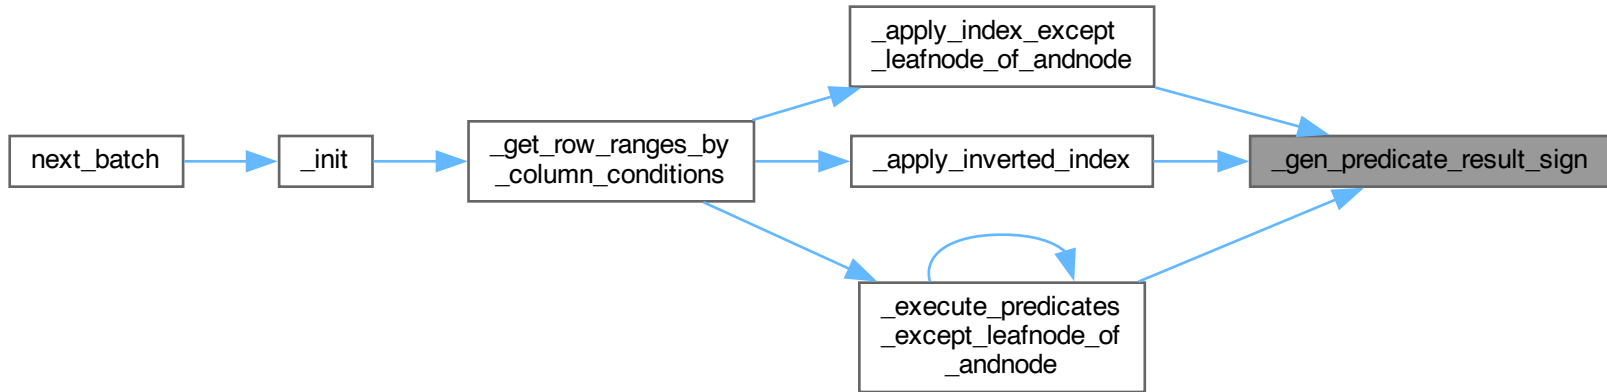 next_batch
_init
_get_row_ranges_by
_column_conditions
_apply_index_except
_leafnode_of_andnode
_apply_inverted_index
_execute_predicates
_except_leafnode_of
_andnode
_gen_predicate_result_sign